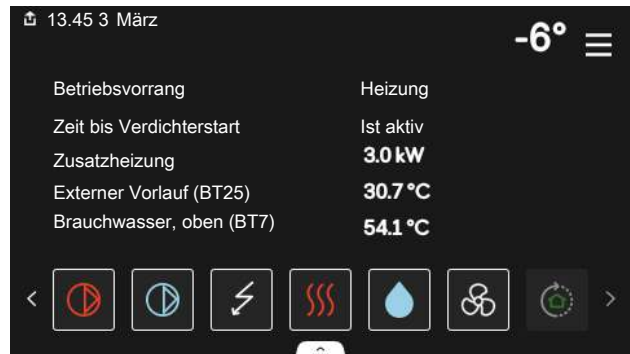 13.45 3 März
-6°
Betriebsvorrang Heizung
Zeit bis Verdichterstart Ist aktiv
Zusatzheizung 3.0 kW
Externer Vorlauf (BT25) 30.7 °C
Brauchwasser, oben (BT7) 54.1 °C